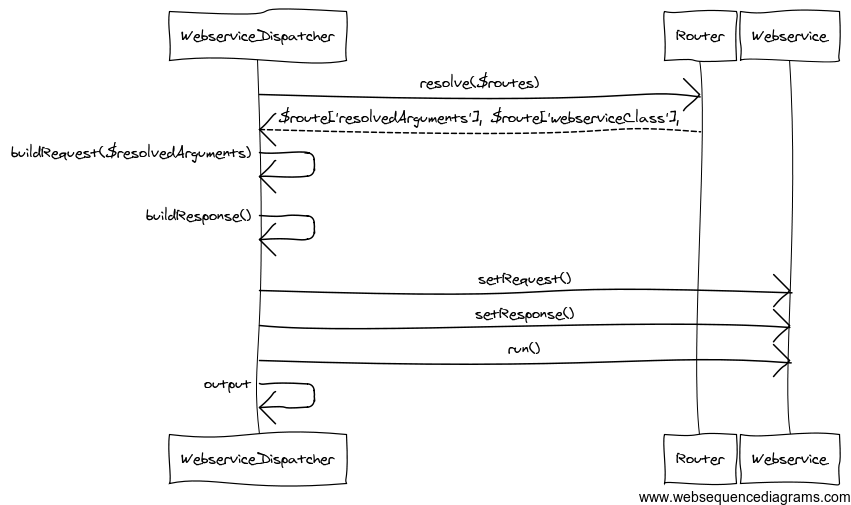 WebserviceDispatcher
Router
Webservice
resolve($routes)
$route['resolvedArguments'], $route['webserviceClass'],
buildRequest($resolvedArguments)
buildResponse()
setRequest()
setResponse()
run()
output
WebserviceDispatcher
Router
Webservice
www.websequencediagrams.com